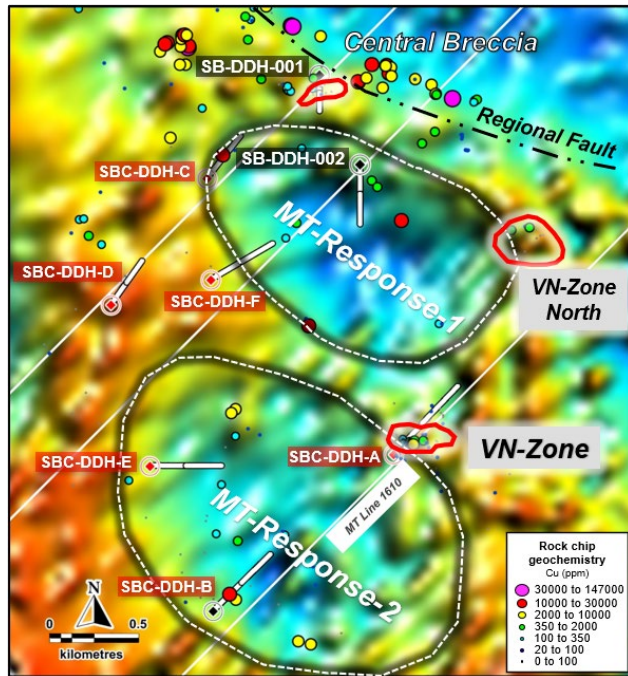 Central Breccia
SB-DDH-001
Regional Fault
SB-DDH-002
SBC-DDH-C
MT-Response-1
SBC-DDH-D
SBC-DDH-F
VN-Zone
North
SBC-DDH-E
SBC-DDH-A
VN-Zone
MT Line 1610
MT-Response-2
SBC-DDH-B
N
0 0.5
kilometres
Rock chip
geochemistry
Cu (ppm)
30000 to 147000
10000 to 30000
2000 to 10000
350 to 2000
100 to 350
20 to 100
0 to 100